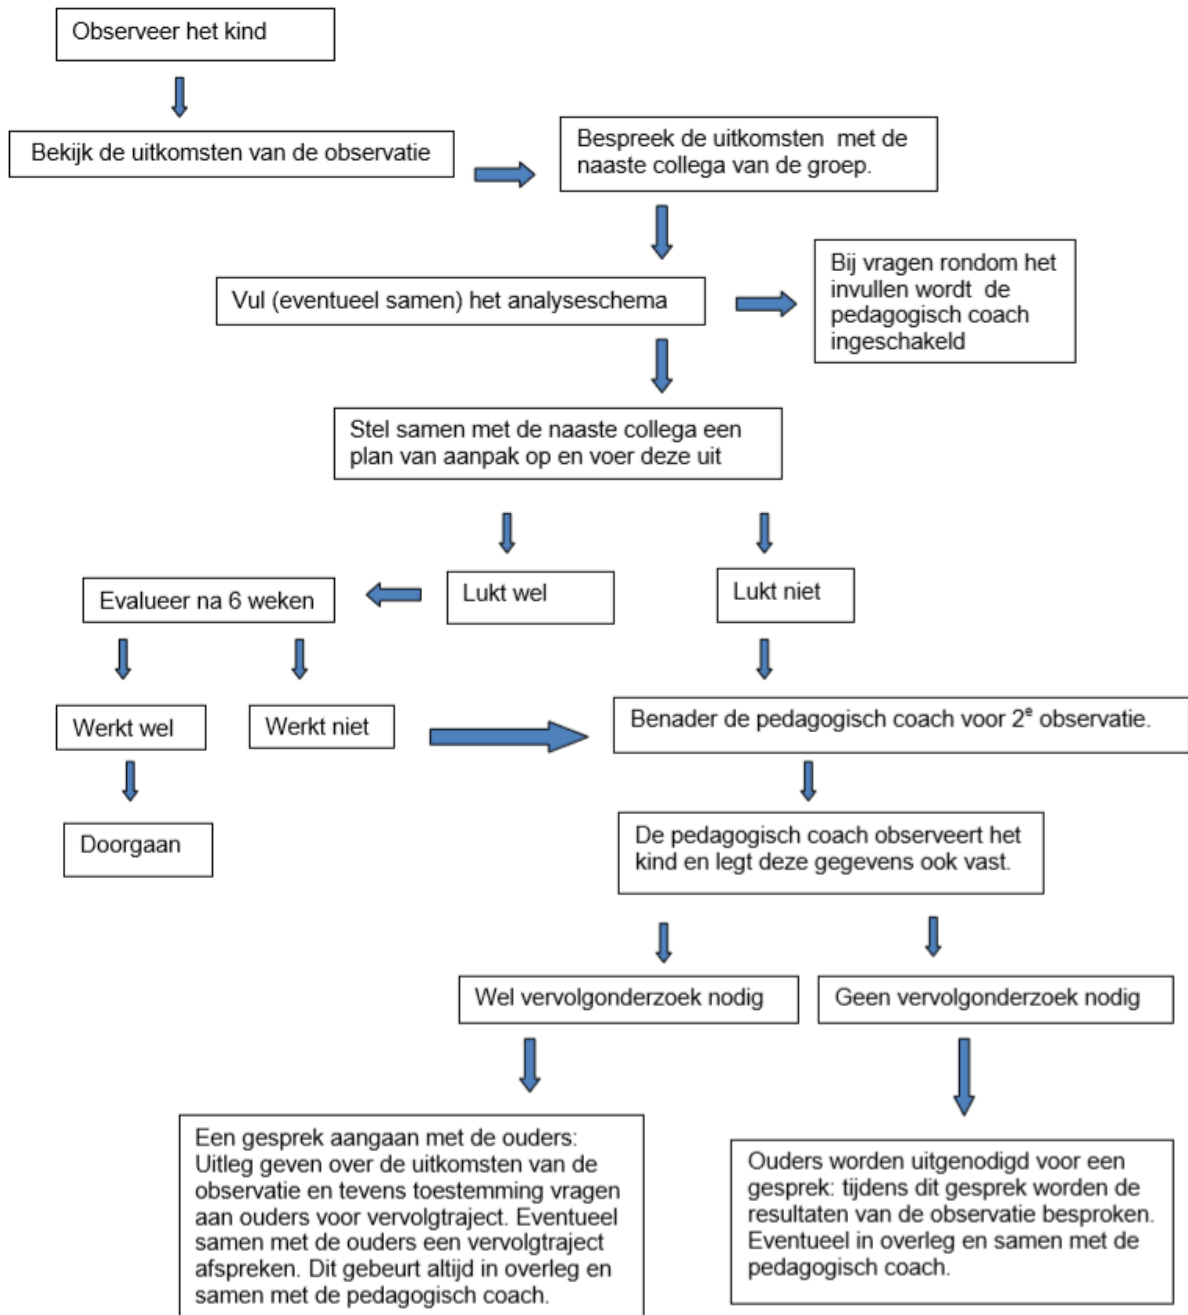 Observeer het kind
Bekijk de uitkomsten van de observatie
Bespreek de uitkomsten met de
naaste collega van de groep.
Vul (eventueel samen) het analyseschema
Bij vragen rondom het
invullen wordt de
pedagogisch coach
ingeschakeld
Stel samen met de naaste collega een
plan van aanpak op en voer deze uit
Lukt wel
Lukt niet
Evalueer na 6 weken
Werkt wel
Werkt niet
Benader de pedagogisch coach voor 2e observatie.
Doorgaan
De pedagogisch coach observeert het
kind en legt deze gegevens ook vast.
Wel vervolgonderzoek nodig
Geen vervolgonderzoek nodig
Een gesprek aangaan met de ouders:
Uitleg geven over de uitkomsten van de
observatie en tevens toestemming vragen
aan ouders voor vervolgtraject. Eventueel
samen met de ouders een vervolgtraject
afspreken. Dit gebeurt altijd in overleg en
samen met de pedagogisch coach.
Ouders worden uitgenodigd voor een
gesprek: tijdens dit gesprek worden de
resultaten van de observatie besproken.
Eventueel in overleg en samen met de
pedagogisch coach.